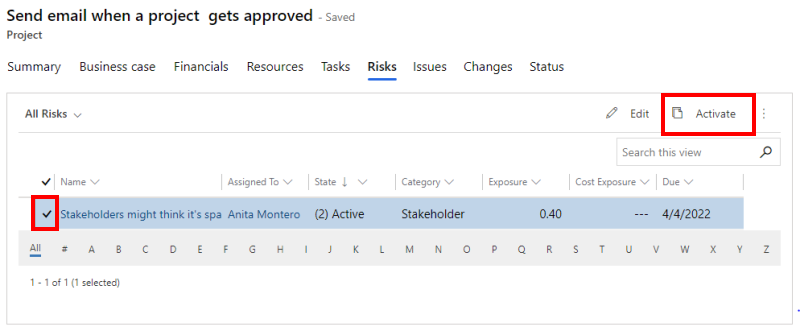 Send email when a project  gets approved - Saved
Project
Summary Business case Financials Resources Tasks Risks Issues Changes Status
All Risks Edit Activate
Search this view
Name Assigned To State ↓ Category Exposure Cost Exposure Due
Stakeholders might think it's spa Anita Montero (2) Active Stakeholder 0.40 --- 4/4/2022
All # A B C D E F G H I J K L M N O P Q R S T U V W X Y Z
1 - 1 of 1 (1 selected)